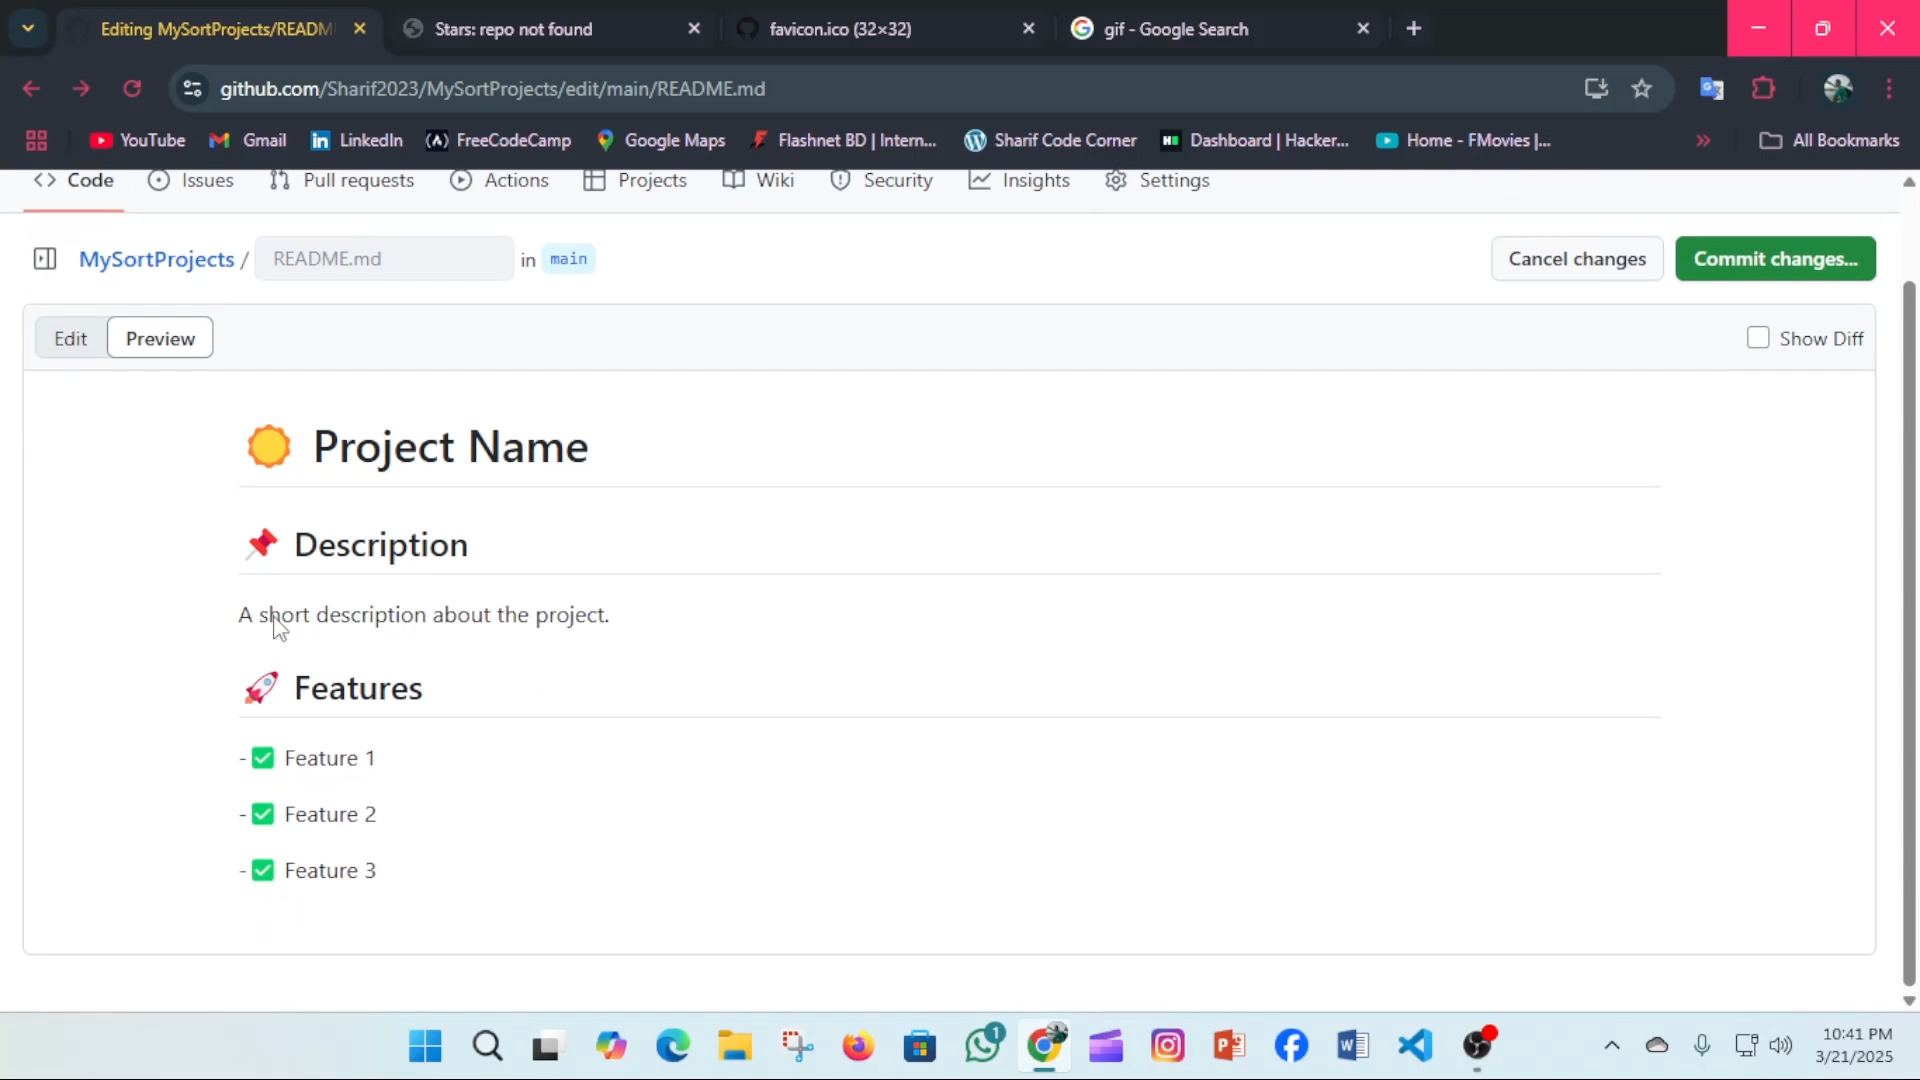 Editing MySortProjects/READM
Stars: repo not found
favicon.ico (32×32)
gif - Google Search
github.com/Sharif2023/MySortProjects/edit/main/README.md
YouTube
Gmail
LinkedIn
FreeCodeCamp
Google Maps
Flashnet BD | Intern...
Sharif Code Corner
Dashboard | Hacker...
Home - FMovies |...
All Bookmarks
Code
Issues
Pull requests
Actions
Projects
Wiki
Security
Insights
Settings
MySortProjects / README.md in main
Cancel changes
Commit changes...
Edit
Preview
Show Diff
Project Name
Description
A short description about the project.
Features
- ✅ Feature 1
- ✅ Feature 2
- ✅ Feature 3
1
10:41 PM
3/21/2025